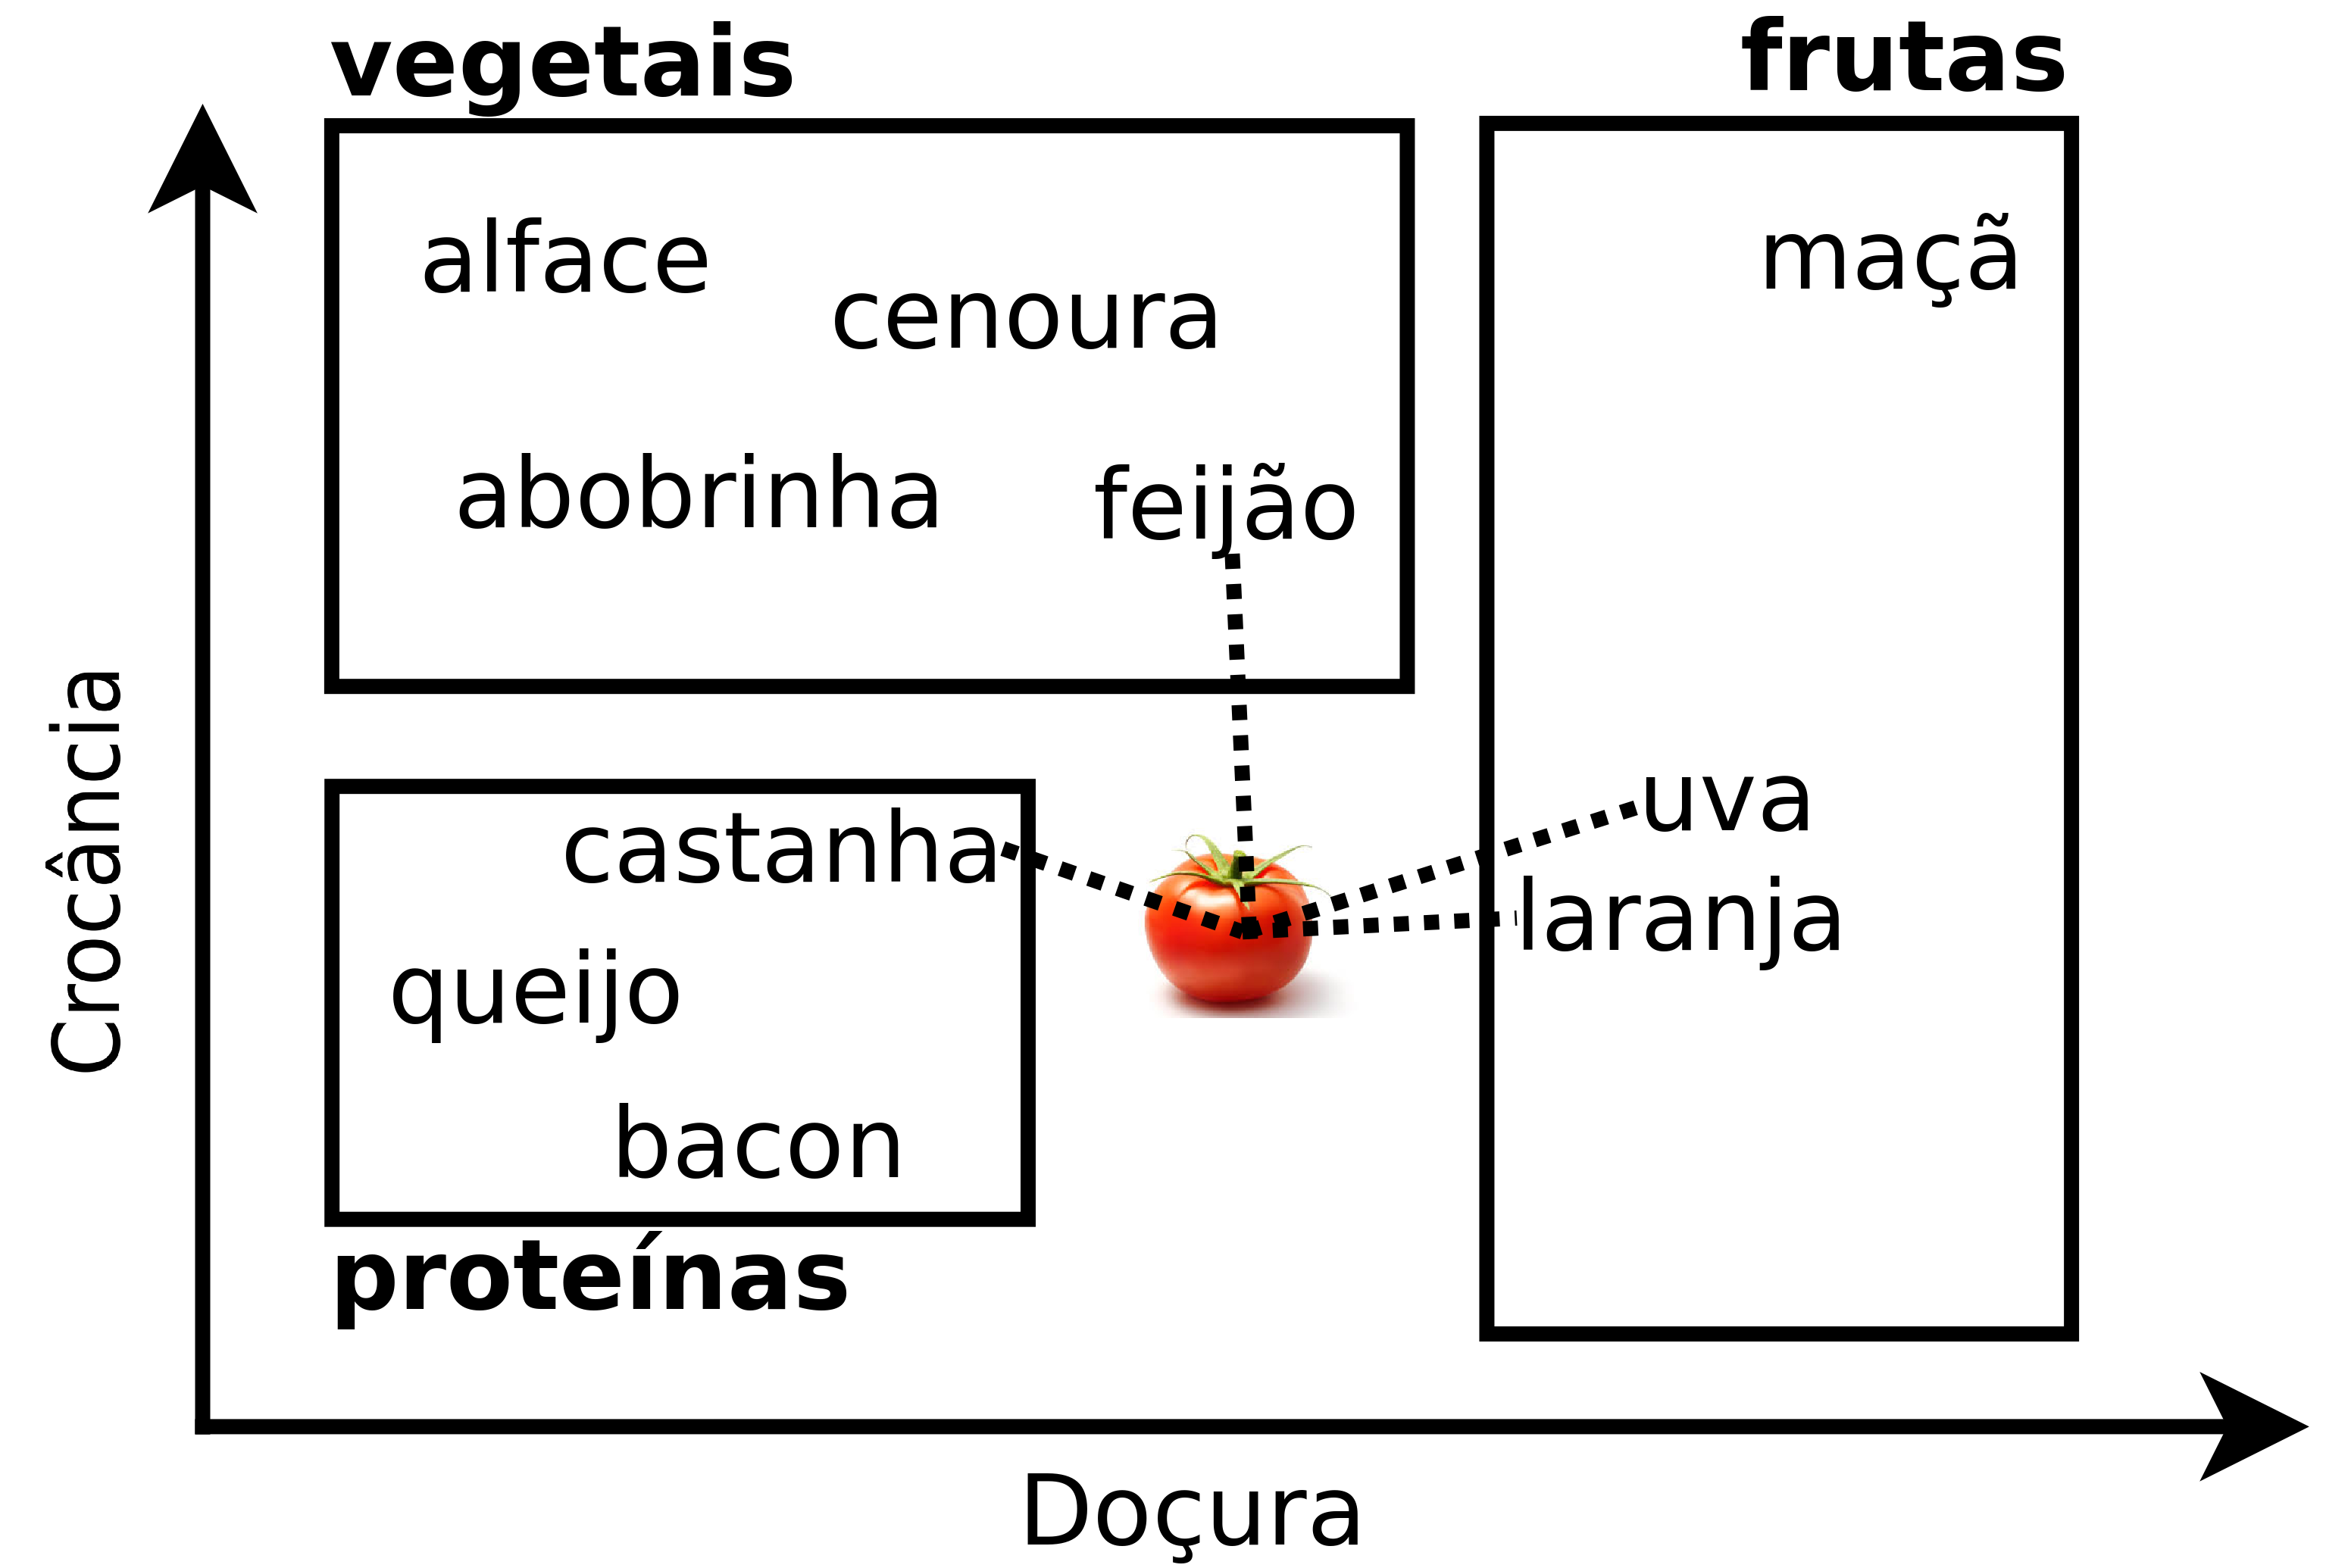 vegetais
frutas
alface
maçã
cenoura
abobrinha
feijão
Crocância
castanha
uva
laranja
queijo
bacon
proteínas
Doçura